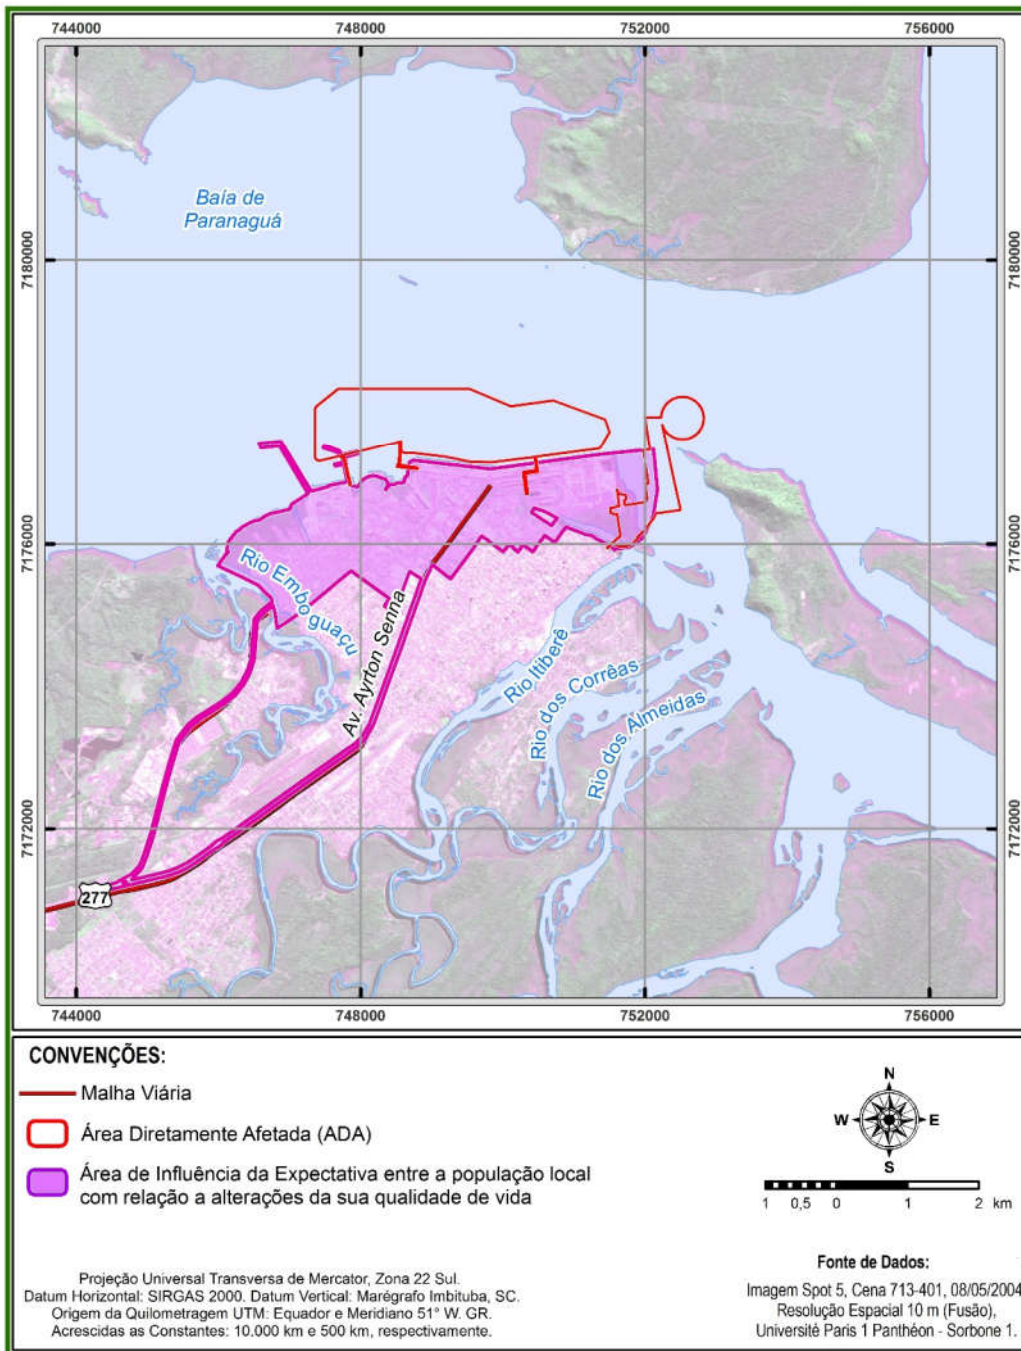 744000 748000 752000 756000
Baía de
Paranaguá
7180000 7180000
7176000 7176000
Rio Emboguaçu
Av. Ayrton Senna
Rio Itiberê
Rio dos Corrêas
Rio dos Almeidas
7172000 7172000
277
744000 748000 752000 756000
CONVENÇÕES:
Malha Viária
Área Diretamente Afetada (ADA)
Área de Influência da Expectativa entre a população local
com relação a alterações da sua qualidade de vida
N
W E
S
1 0,5 0 1 2 km
Projeção Universal Transversa de Mercator, Zona 22 Sul.
Datum Horizontal: SIRGAS 2000. Datum Vertical: Marégrafo Imbituba, SC.
Origem da Quilometragem UTM: Equador e Meridiano 51° W. GR.
Acrescidas as Constantes: 10.000 km e 500 km, respectivamente.
Fonte de Dados:
Imagem Spot 5, Cena 713-401, 08/05/2004
Resolução Espacial 10 m (Fusão),
Université Paris 1 Panthéon - Sorbone 1.